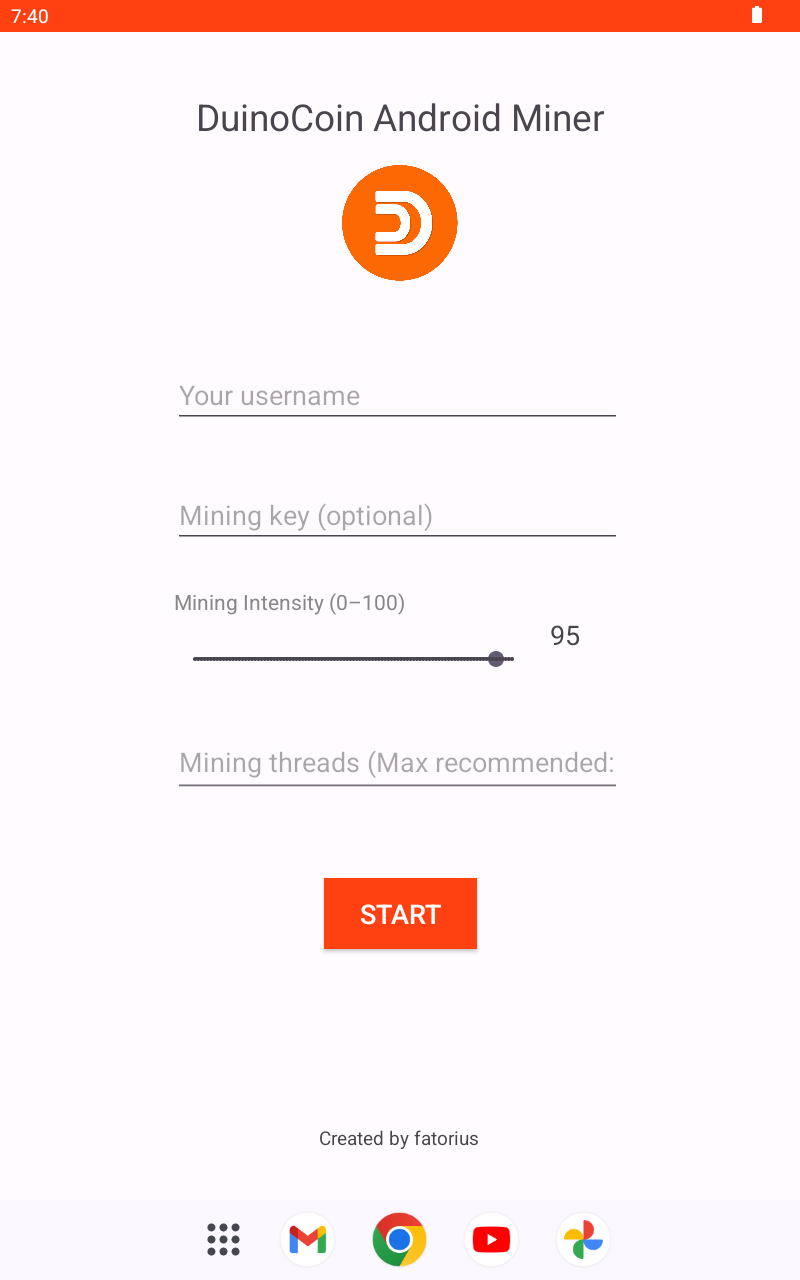 7:40
DuinoCoin Android Miner
Your username
Mining key (optional)
Mining Intensity (0–100)
95
Mining threads (Max recommended:
START
Created by fatorius